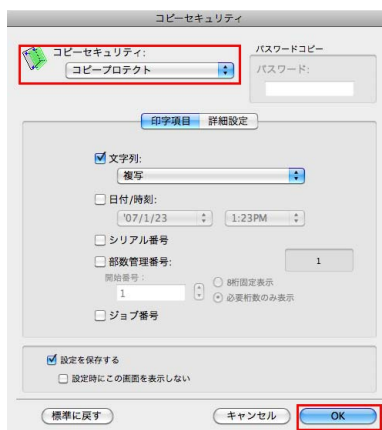 コピーセキュリティ
コピーセキュリティ:
コピープロテクト
パスワードコピー
パスワード:
印字項目 詳細設定
文字列:
複写
日付/時刻:
'07/1/23 1:23PM
シリアル番号
部数管理番号: 1
開始番号:
1
8桁固定表示
必要桁数のみ表示
ジョブ番号
設定を保存する
設定時にこの画面を表示しない
標準に戻す キャンセル OK